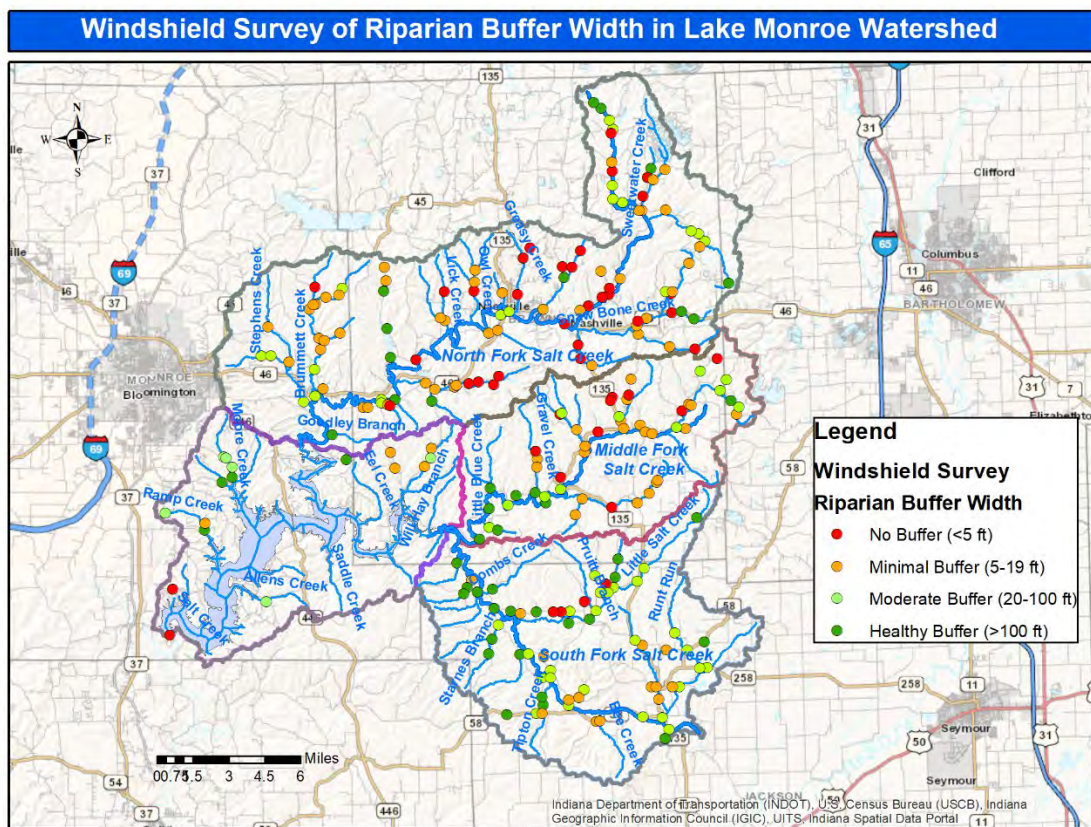 Windshield Survey of Riparian Buffer Width in Lake Monroe Watershed
N
W E
S
135
31
37
45
Clifford
Sweetwater Creek
Greasy Creek
135
65
Columbus
69
Stephens Creek
Lick Creek
Owl Creek
11
46
37
BARTHOLOMEW
Gnaw Bone Creek
Nashville
46
46
Brummett Creek
North Fork Salt Creek
46
7
31
Bloomington
135
Goodley Branch
Gravel Creek
Middle Fork
Salt Creek
58
Moore Creek
69
37
Eel Creek
Little Blue Creek
Ramp Creek
135
Little Salt Creek
Pruitt Branch
Saddle Creek
Allens Creek
Runt Run
58
Salt Creek
446
Starnes Branch
South Fork Salt Creek
37
258
258
11
Tipton Creek
58
Seymour
135
50
31
Miles
0 0.75 1.5 3 4.5 6
54
37
446
Seymour
JACKSON
50
Legend
Windshield Survey
Riparian Buffer Width
No Buffer (<5 ft)
Minimal Buffer (5-19 ft)
Moderate Buffer (20-100 ft)
Healthy Buffer (>100 ft)
Indiana Department of Transportation (INDOT), U.S. Census Bureau (USCB), Indiana
Geographic Information Council (IGIC), UITS, Indiana Spatial Data Portal